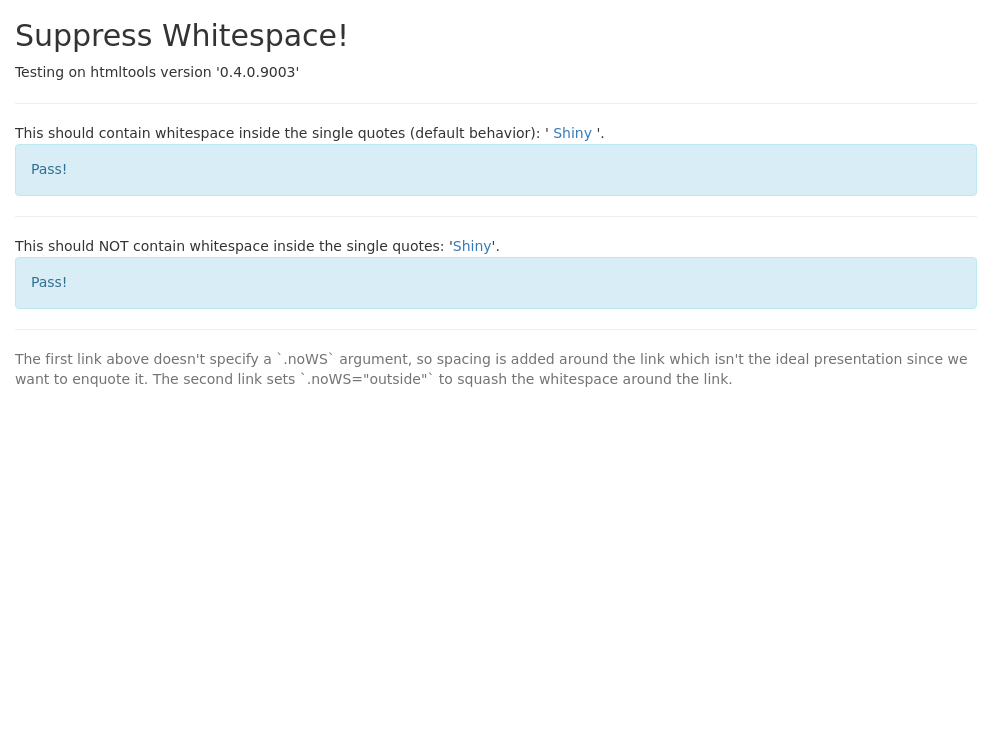 Suppress Whitespace!
Testing on htmltools version '0.4.0.9003'
This should contain whitespace inside the single quotes (default behavior): ' Shiny '.
Pass!
This should NOT contain whitespace inside the single quotes: 'Shiny'.
Pass!
The first link above doesn't specify a `.noWS` argument, so spacing is added around the link which isn't the ideal presentation since we
want to enquote it. The second link sets `.noWS="outside"` to squash the whitespace around the link.